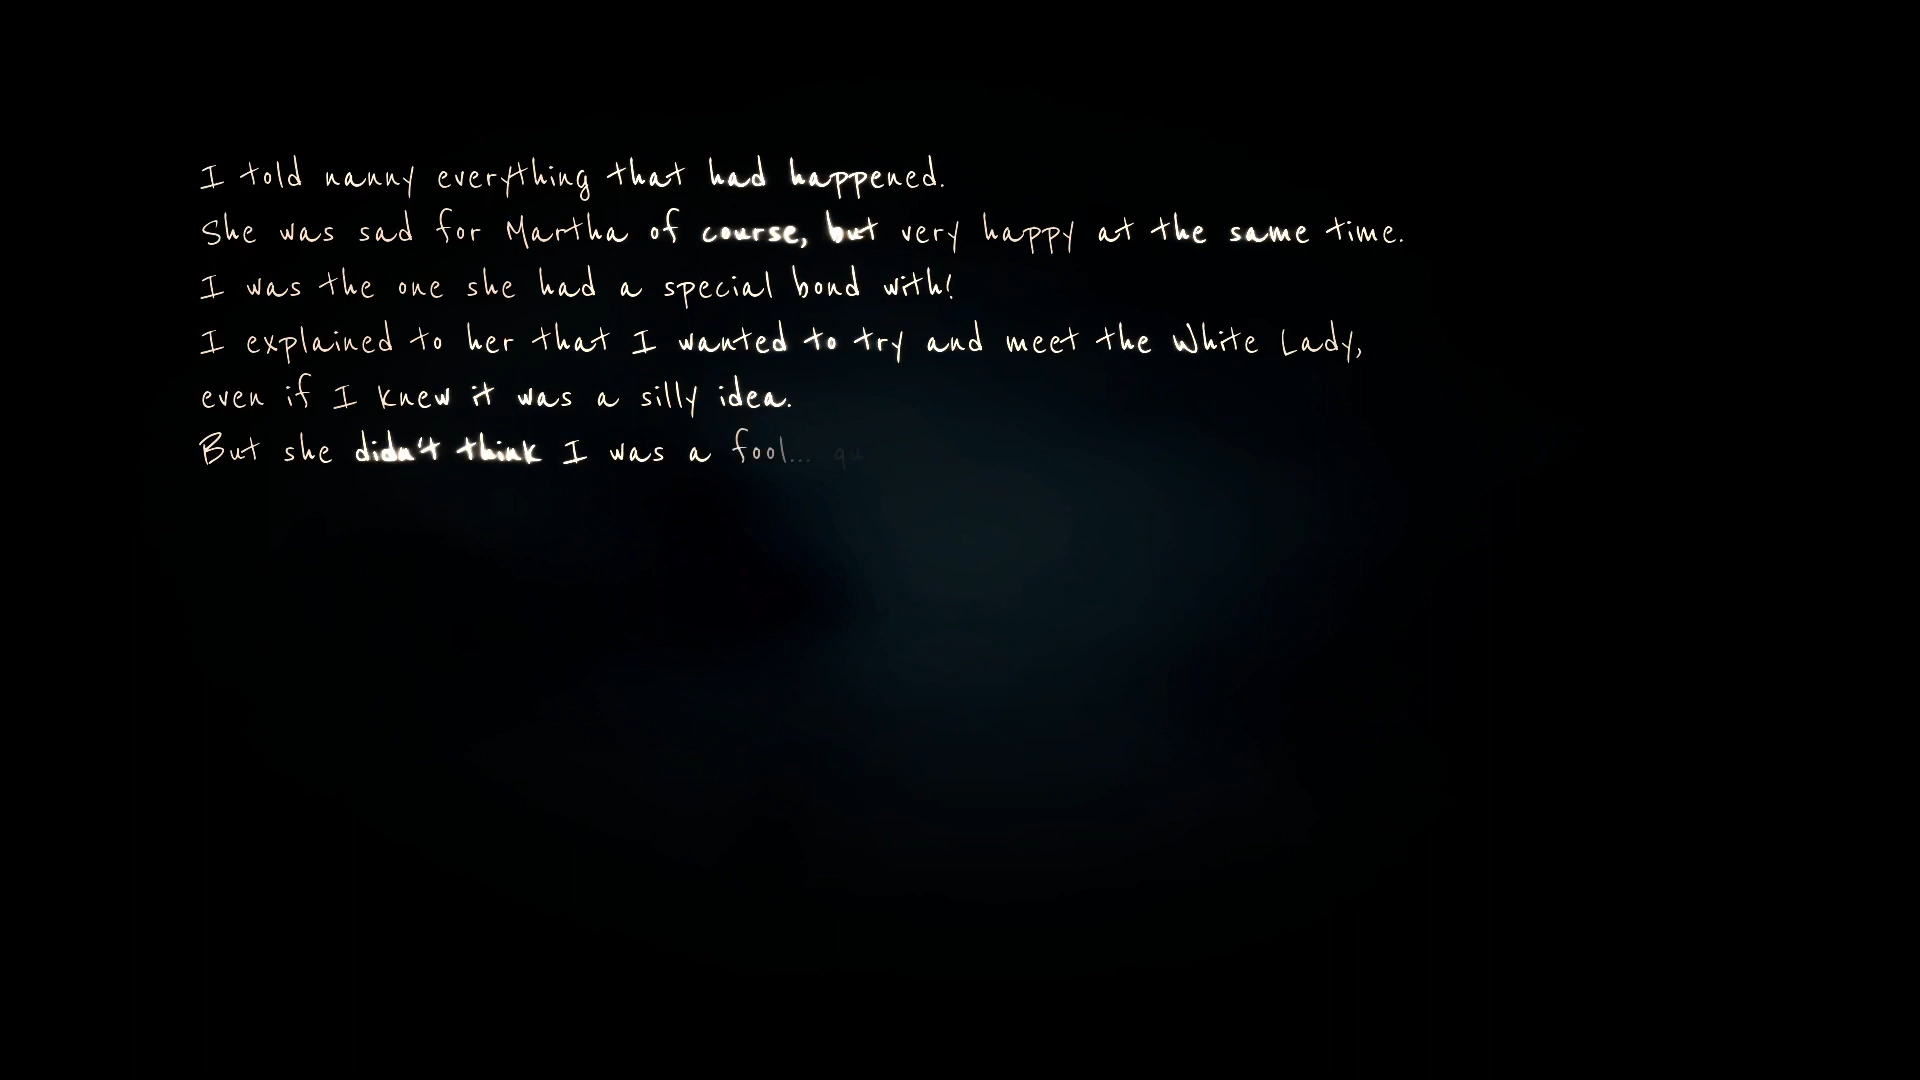 I told nanny everything that had happened.
She was sad for Martha of course, but very happy at the same time.
I was the one she had a special bond with!
I explained to her that I wanted to try and meet the White Lady,
even if I knew it was a silly idea.
But she didn't think I was a fool...